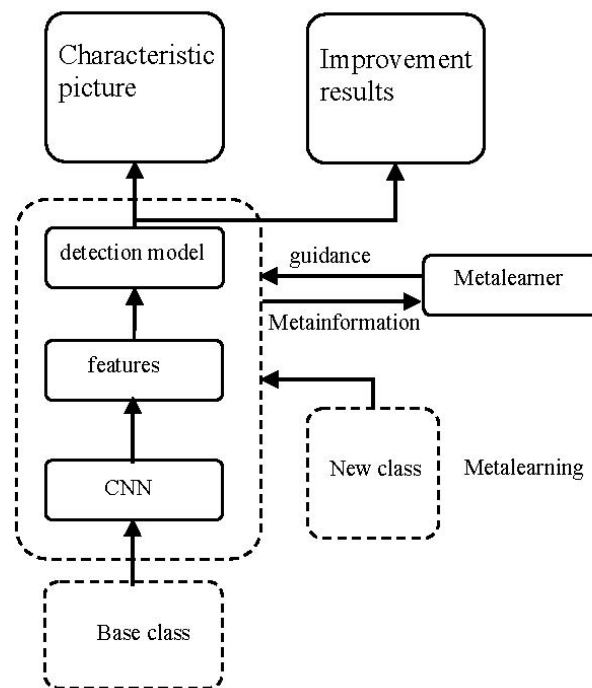 Characteristic
picture
Improvement
results
detection model
guidance
Metalearner
Metainformation
features
New class
Metalearning
CNN
Base class